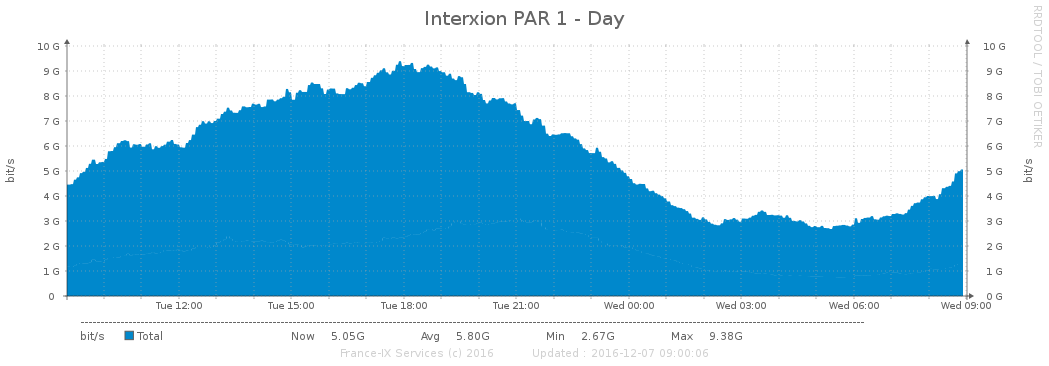 Interxion PAR 1 - Day
RRDTOOL / TOBI OETIKER
bit/s
10 G
9 G
8 G
7 G
6 G
5 G
4 G
3 G
2 G
1 G
0
10 G
9 G
8 G
7 G
6 G
5 G
4 G
3 G
2 G
1 G
0 G
bit/s
Tue 12:00 Tue 15:00 Tue 18:00 Tue 21:00 Wed 00:00 Wed 03:00 Wed 06:00 Wed 09:00
bit/s Total Now 5.05G Avg 5.80G Min 2.67G Max 9.38G
France-IX Services (c) 2016 Updated : 2016-12-07 09:00:06